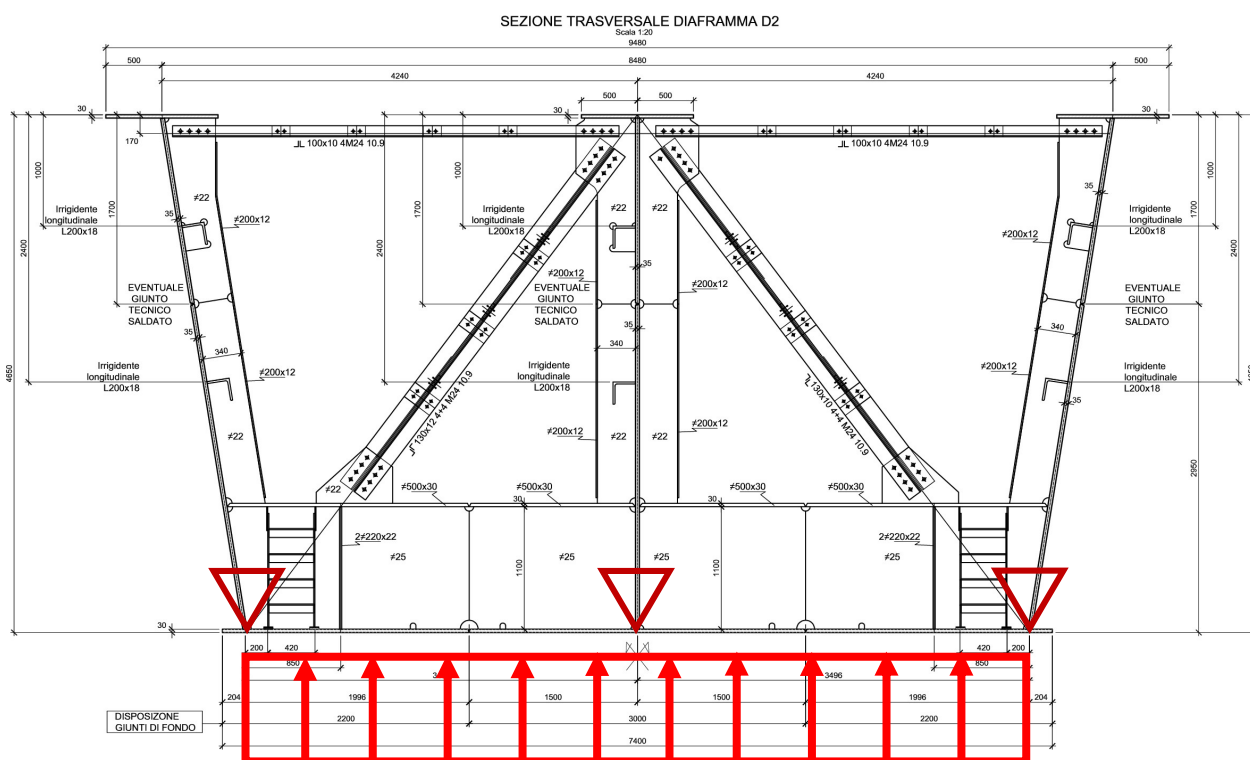 SEZIONE TRASVERSALE DIAFRAMMA D2
Scala 1:20
9480
500 8480 500
4240 4240
500 500
30 30 30
170
JL 100x10 4M24 10.9 JL 100x10 4M24 10.9
1000 1000 1000
≠22 ≠22 ≠22
35 35 35
Irrigidente
longitudinale
L200x18
≠200x12
1700
2400
Irrigidente
longitudinale
L200x18
1700
2400
Irrigidente
longitudinale
L200x18
≠200x12
1700
2400
≠200x12 ≠200x12
EVENTUALE
GIUNTO
TECNICO
SALDATO
EVENTUALE
GIUNTO
TECNICO
SALDATO
EVENTUALE
GIUNTO
TECNICO
SALDATO
35 35 35
340 340 340
Irrigidente
longitudinale
L200x18
≠200x12
Irrigidente
longitudinale
L200x18
≠200x12
Irrigidente
longitudinale
L200x18
4650
130x12 4+4 M24 10.9
130x10 4+4 M24 10.9
≠22 ≠22 ≠22 ≠22
≠200x12 ≠200x12
2950
≠22
≠500x30 ≠500x30 30 30 ≠500x30 ≠500x30
2≠220x22 2≠220x22
≠25 1100 ≠25 ≠25 1100 ≠25
30
200 420 420 200
850 850
3496
204 1996 1500 1500 1996 204
DISPOSIZONE
GIUNTI DI FONDO
2200 3000 2200
7400